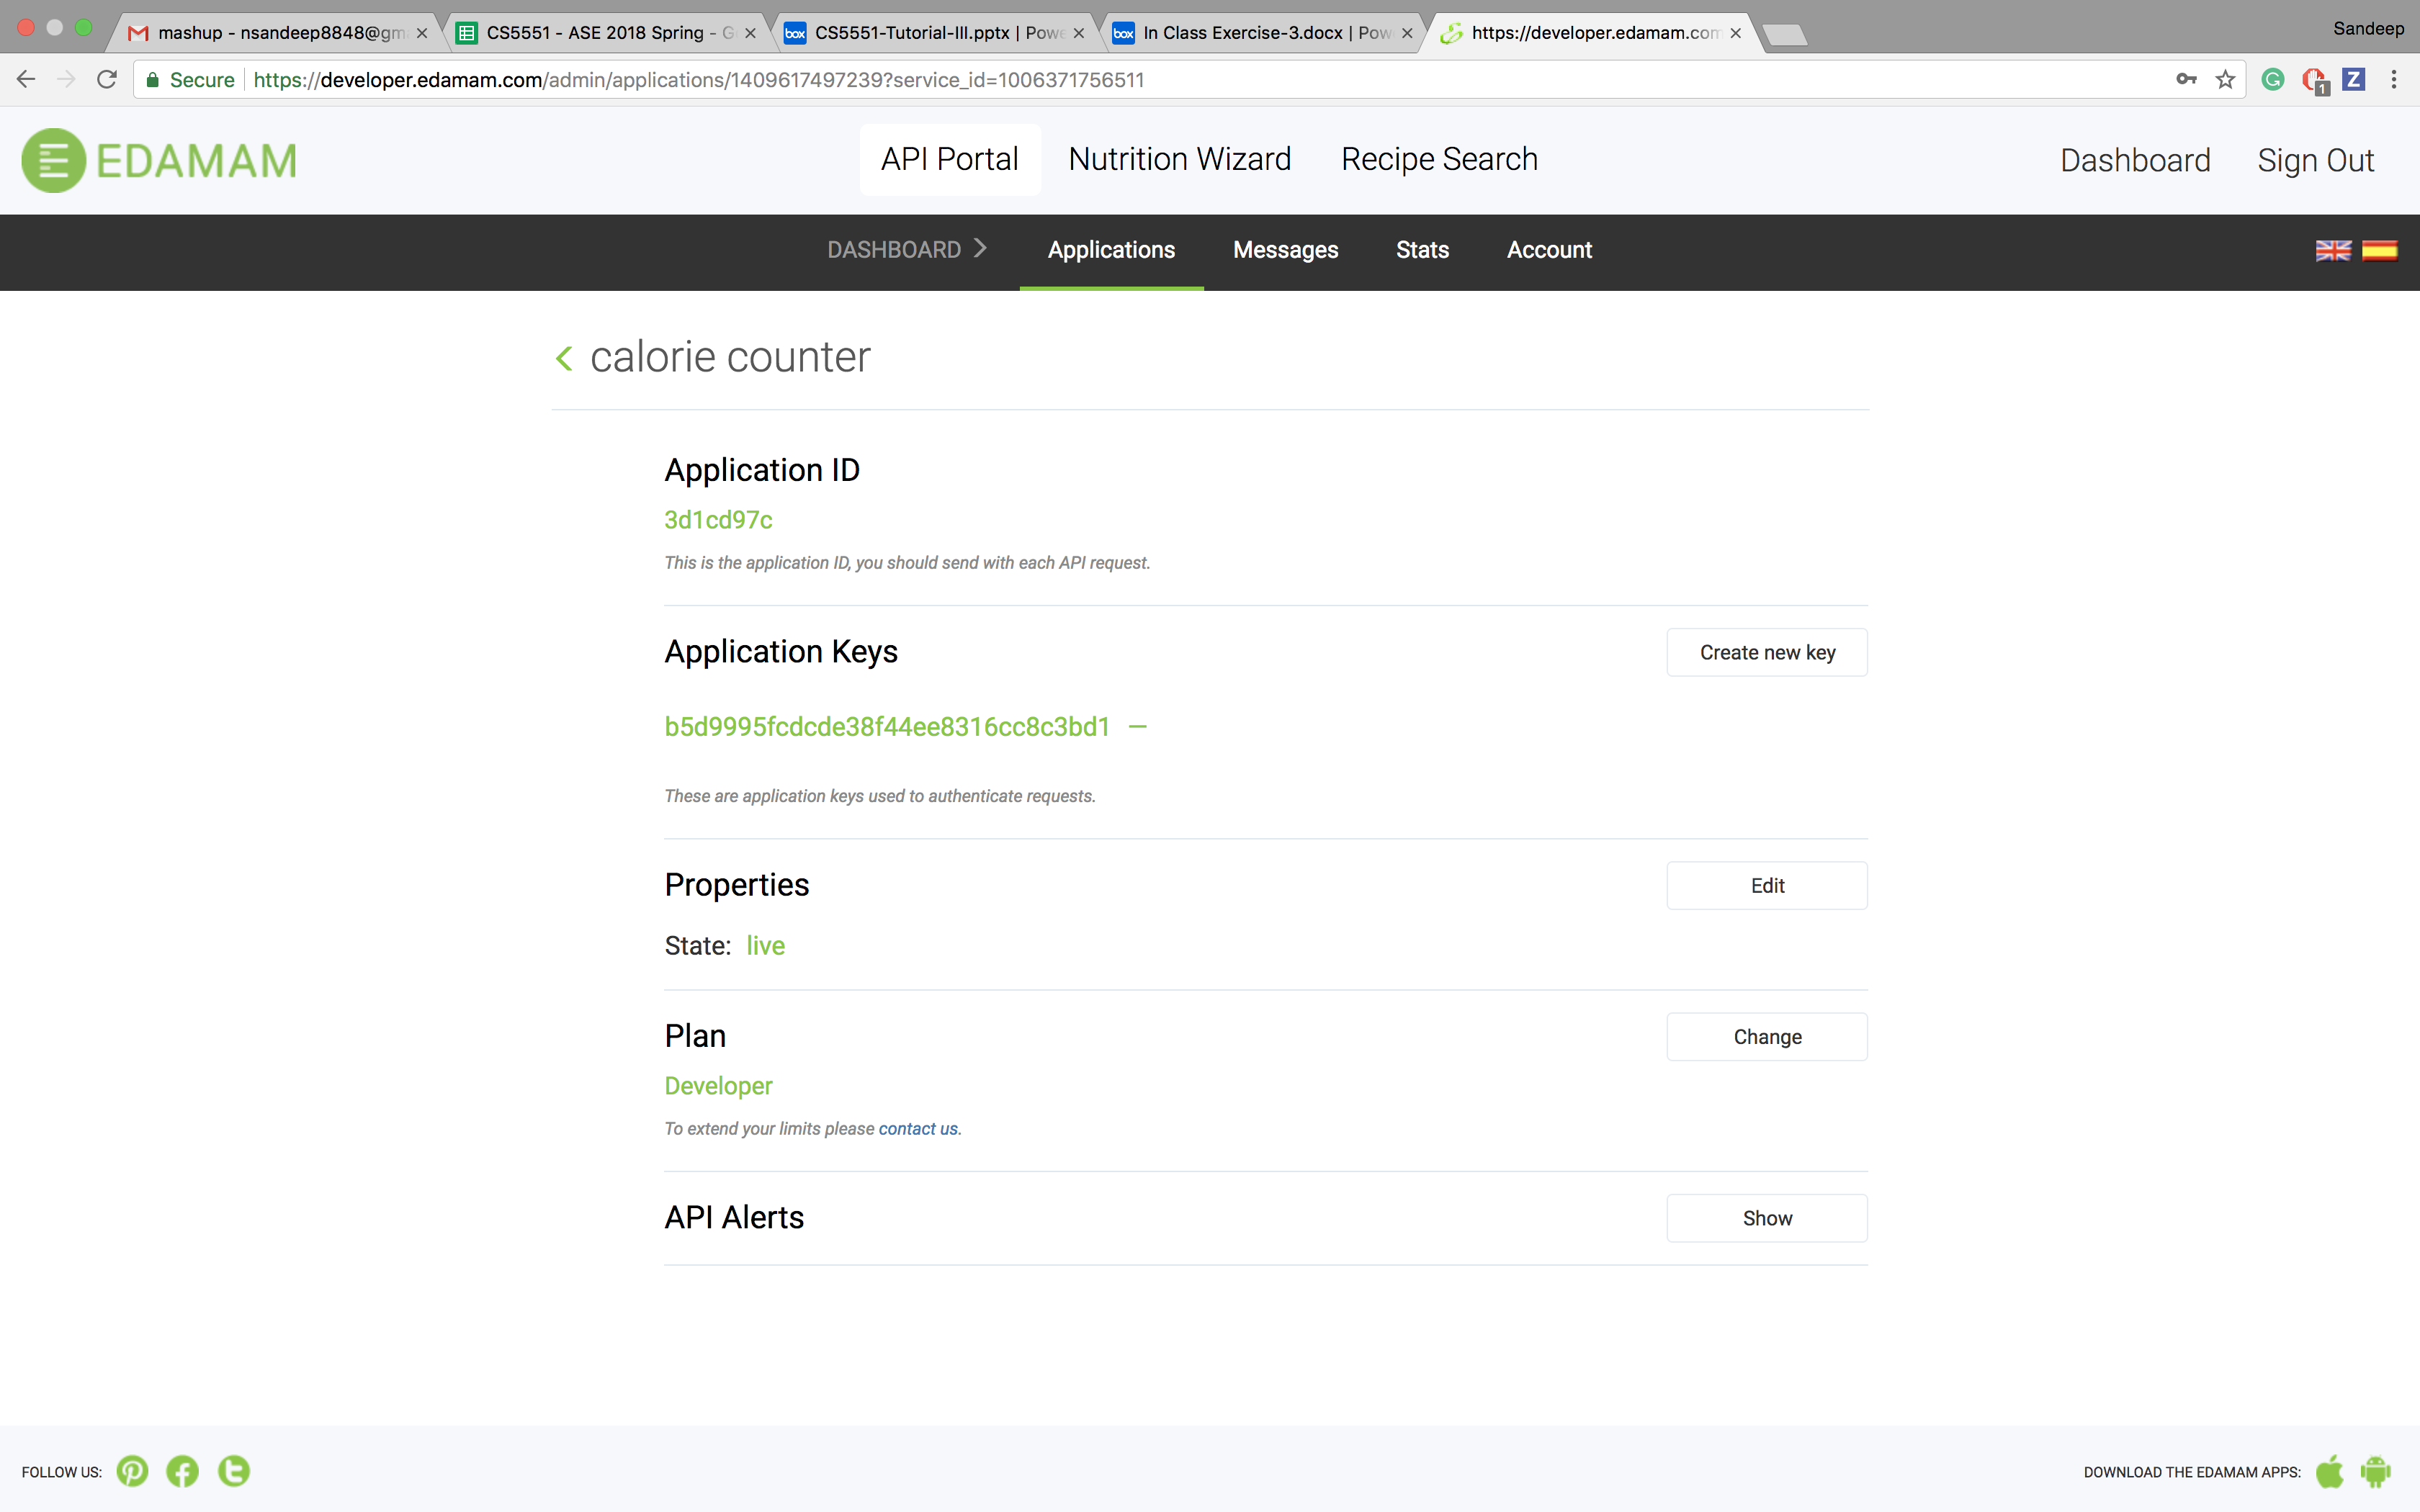 mashup - nsandeep8848@gm
CS5551 - ASE 2018 Spring - G
box CS5551-Tutorial-III.pptx | Powe
box In Class Exercise-3.docx | Pow
https://developer.edamam.com
Sandeep
Secure https://developer.edamam.com/admin/applications/1409617497239?service_id=1006371756511
G 1 Z
EDAMAM
API Portal Nutrition Wizard Recipe Search
Dashboard Sign Out
DASHBOARD Applications Messages Stats Account
calorie counter
Application ID
3d1cd97c
This is the application ID, you should send with each API request.
Application Keys
Create new key
b5d9995fcdcde38f44ee8316cc8c3bd1
These are application keys used to authenticate requests.
Properties
Edit
State: live
Plan
Change
Developer
To extend your limits please contact us.
API Alerts
Show
FOLLOW US:
DOWNLOAD THE EDAMAM APPS: